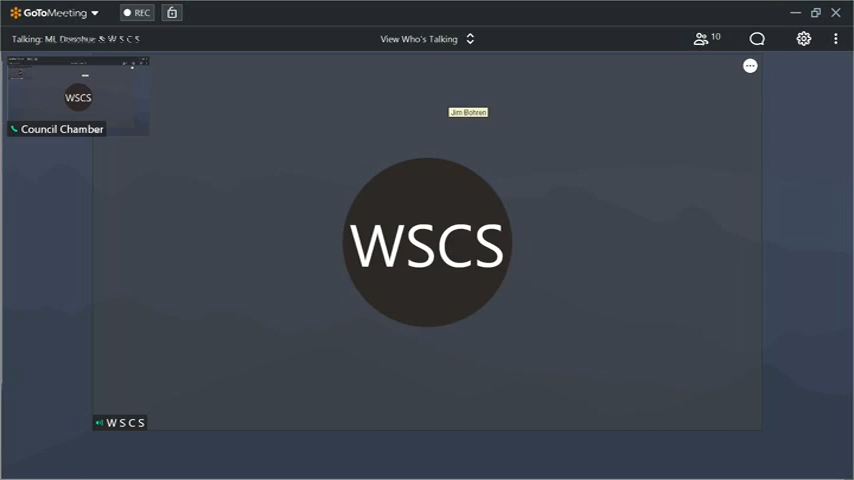 GoToMeeting
REC
Talking: ML Donohue & W S C S
View Who's Talking
10
WSCS
Council Chamber
Jim Bohren
WSCS
W S C S